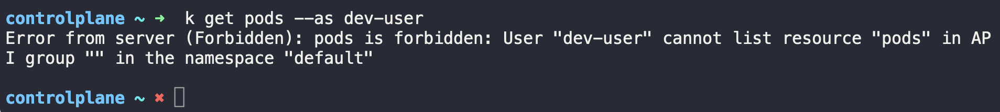 controlplane ~ ➜  k get pods --as dev-user
Error from server (Forbidden): pods is forbidden: User "dev-user" cannot list resource "pods" in AP
I group "" in the namespace "default"
controlplane ~ ✖